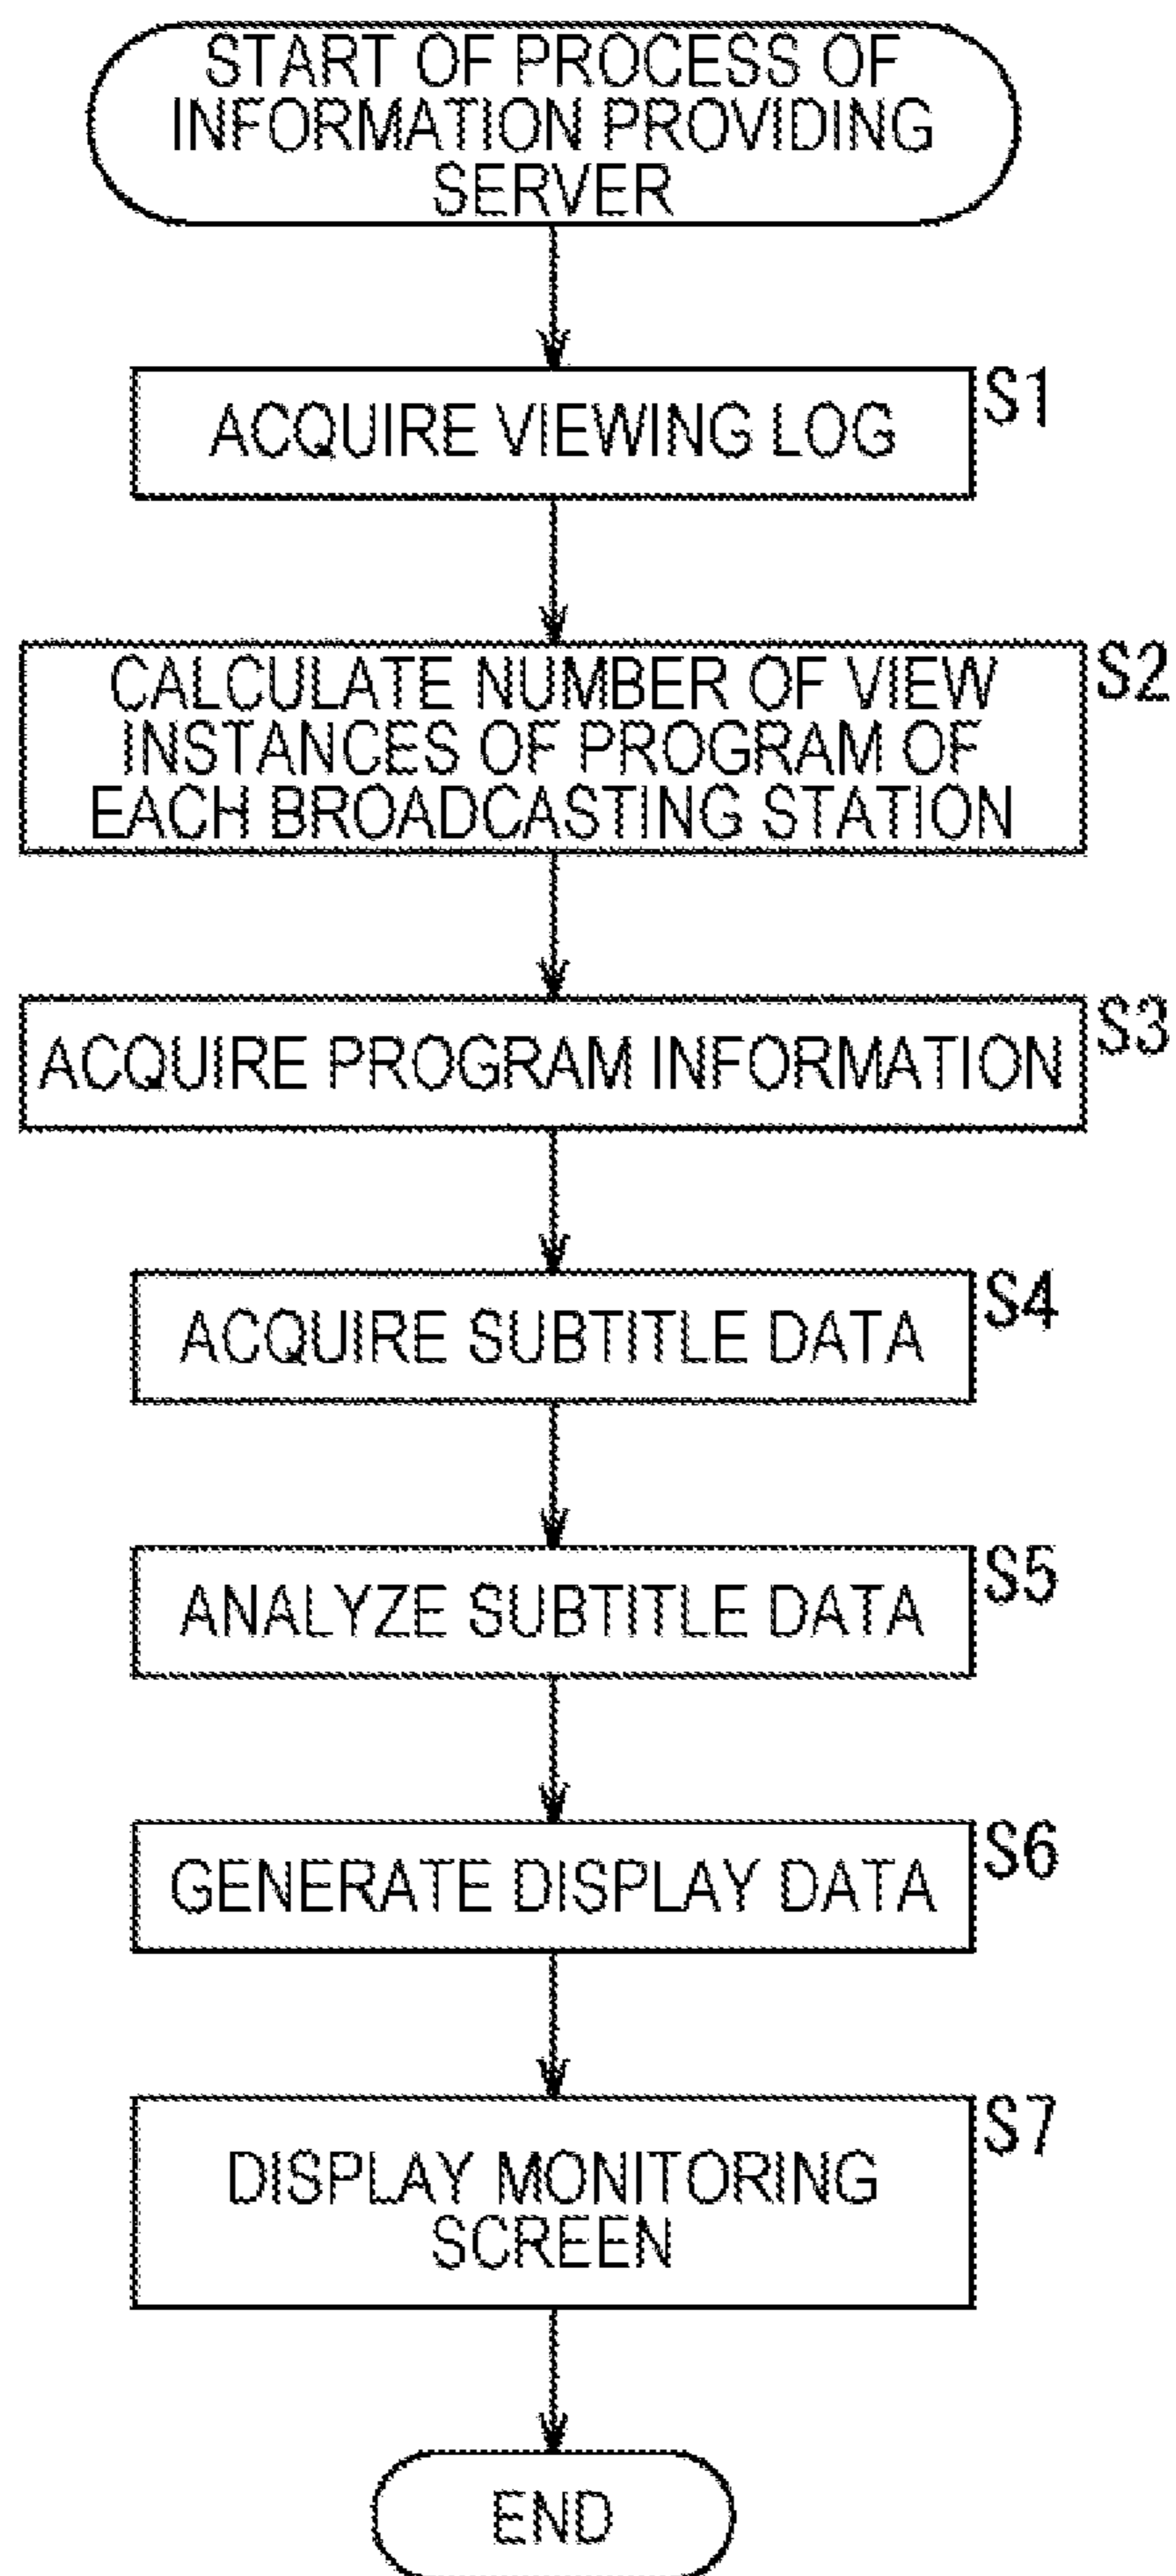 START OF PROCESS OF
INFORMATION PROVIDING
SERVER
ACQUIRE VIEWING LOG
S1
CALCULATE NUMBER OF VIEW
INSTANCES OF PROGRAM OF
EACH BROADCASTING STATION
S2
ACQUIRE PROGRAM INFORMATION
S3
ACQUIRE SUBTITLE DATA
S4
ANALYZE SUBTITLE DATA
S5
GENERATE DISPLAY DATA
S6
DISPLAY MONITORING
SCREEN
S7
END